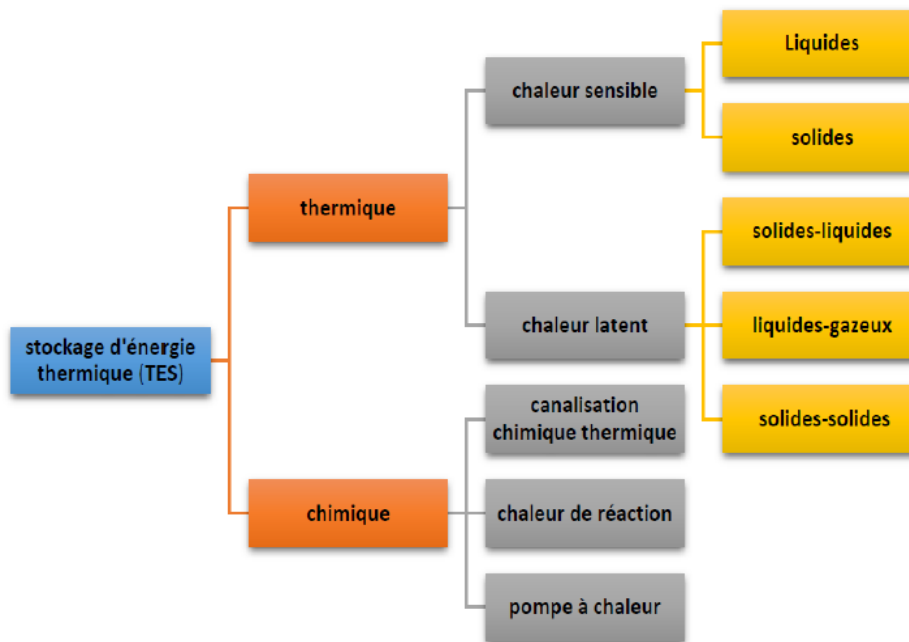 stockage d'énergie
thermique (TES)
thermique
chaleur sensible
Liquides
solides
chaleur latent
solides-liquides
liquides-gazeux
solides-solides
chimique
canalisation
chimique thermique
chaleur de réaction
pompe à chaleur